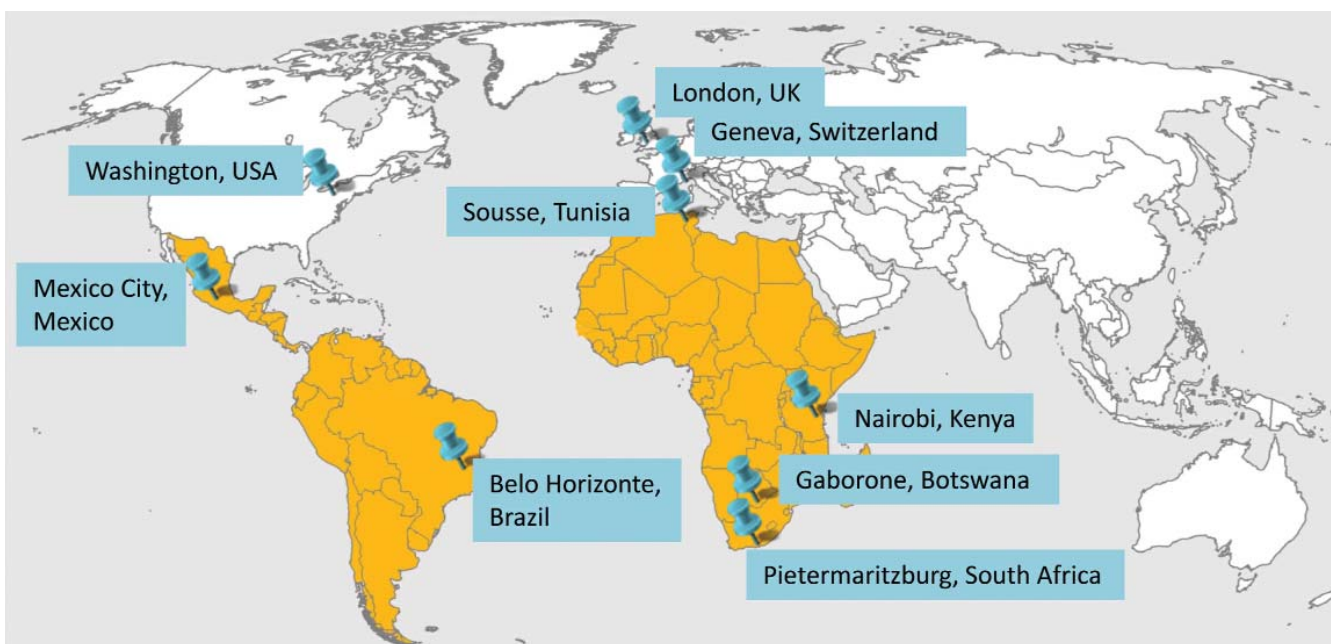 London, UK
Geneva, Switzerland
Washington, USA
Sousse, Tunisia
Mexico City,
Mexico
Nairobi, Kenya
Belo Horizonte,
Brazil
Gaborone, Botswana
Pietermaritzburg, South Africa